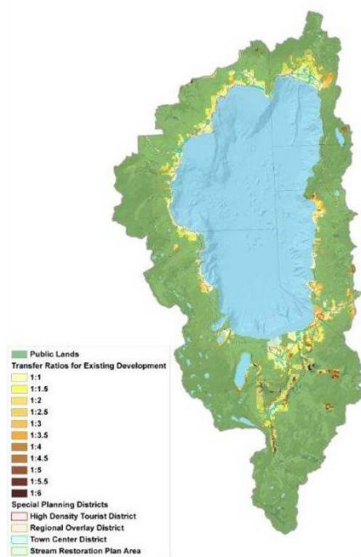 Public Lands
Transfer Ratios for Existing Development
1:1
1:1.5
1:2
1:2.5
1:3
1:3.5
1:4
1:4.5
1:5
1:5.5
1:6
Special Planning Districts
High Density Tourist District
Regional Overlay District
Town Center District
Stream Restoration Plan Area